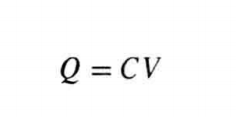 Q = CV